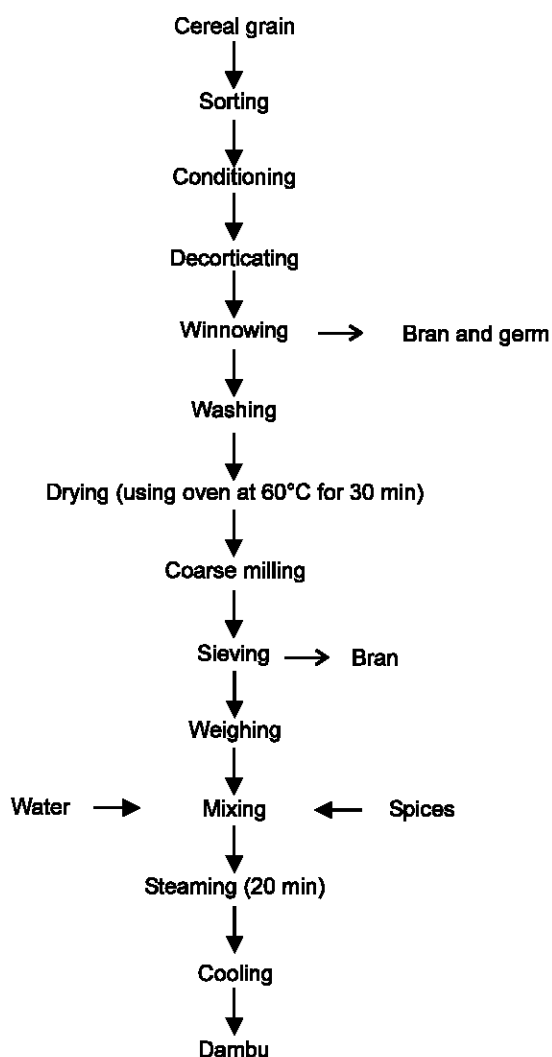 Cereal grain
Sorting
Conditioning
Decorticating
Winnowing
Bran and germ
Washing
Drying (using oven at 60°C for 30 min)
Coarse milling
Sieving
Bran
Weighing
Water
Mixing
Spices
Steaming (20 min)
Cooling
Dambu